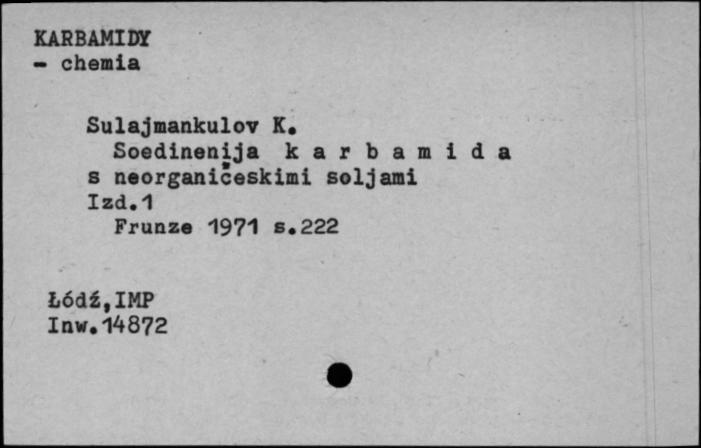 KARBAMIDY
- chemia
Sulajmankulov K.
Soedinenija k a r b a m i d a
s neorganičeskimi soljami
Izd.1
Frunze 1971 s.222
Łódź,IMP
Inw.14872